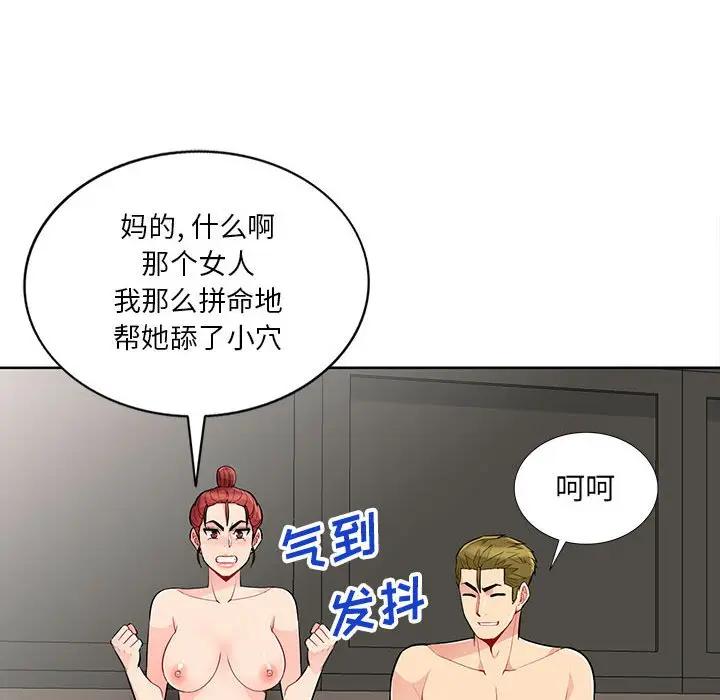 妈的, 什么啊
那个女人
我那么拼命地
帮她舔了小穴
呵呵
气到
发抖